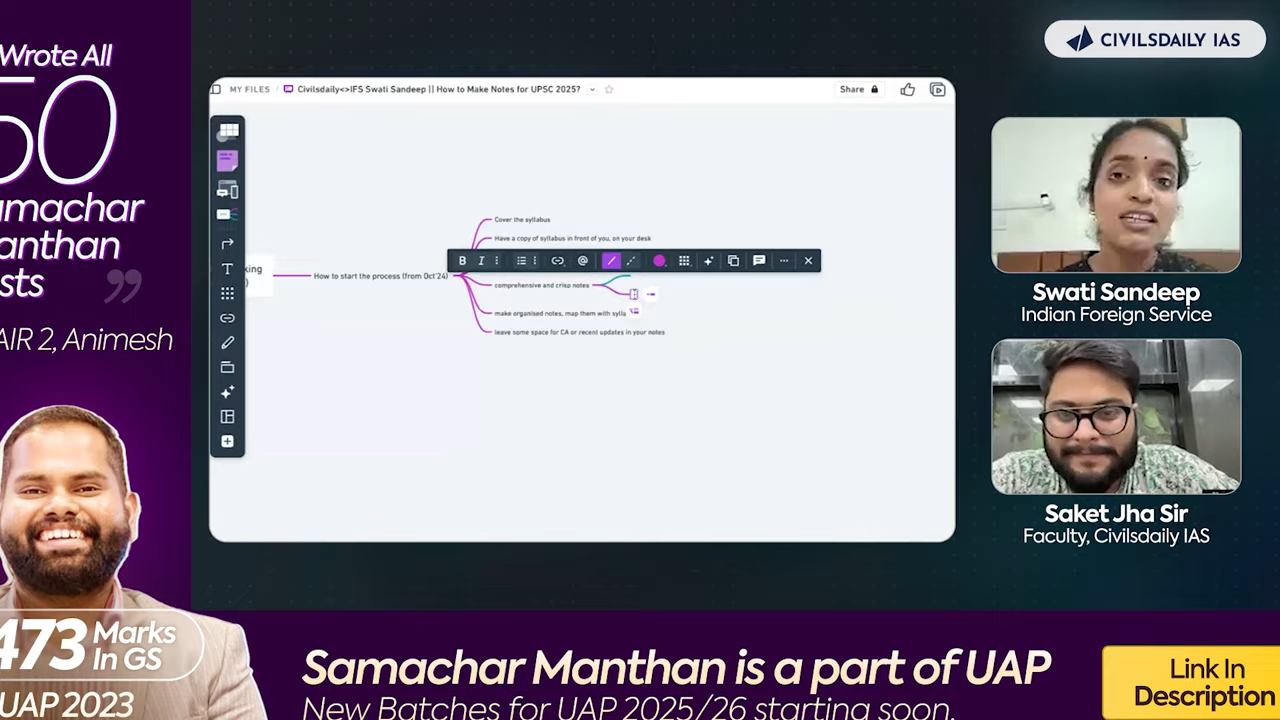 Wrote All
50
amachar
anthan
sts
AIR 2, Animesh
473 Marks
In GS
UAP 2023
MY FILES / Civilsdaily<>IFS Swati Sandeep || How to Make Notes for UPSC 2025?
Share
king
)
How to start the process (from Oct'24)
Cover the syllabus
Have a copy of syllabus in front of you, on your desk
B I T @
comprehensive and crisp notes
make organised notes, map them with sylla
leave some space for CA or recent updates in your notes
CIVILSDAILY IAS
Swati Sandeep
Indian Foreign Service
Saket Jha Sir
Faculty, Civilsdaily IAS
Samachar Manthan is a part of UAP
New Batches for UAP 2025/26 starting soon.
Link In
Description